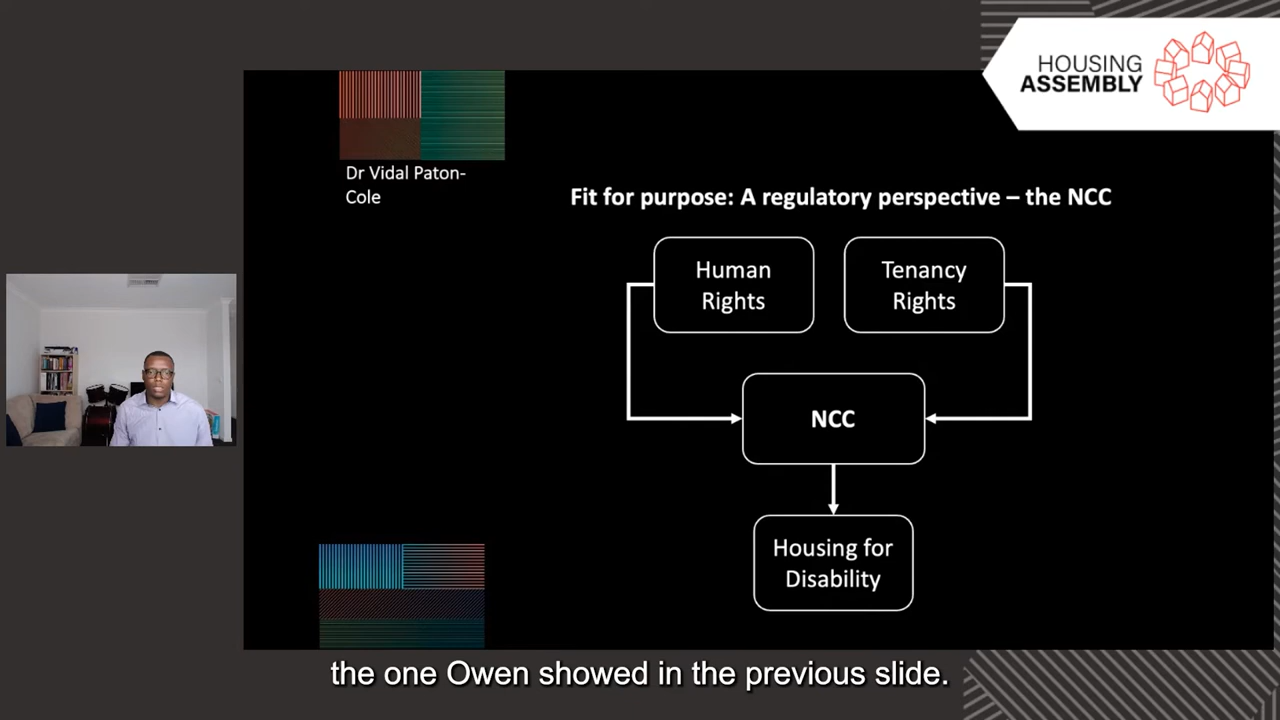 HOUSING
ASSEMBLY
Dr Vidal Paton-
Cole
Fit for purpose: A regulatory perspective – the NCC
Human
Rights
Tenancy
Rights
NCC
Housing for
Disability
the one Owen showed in the previous slide.